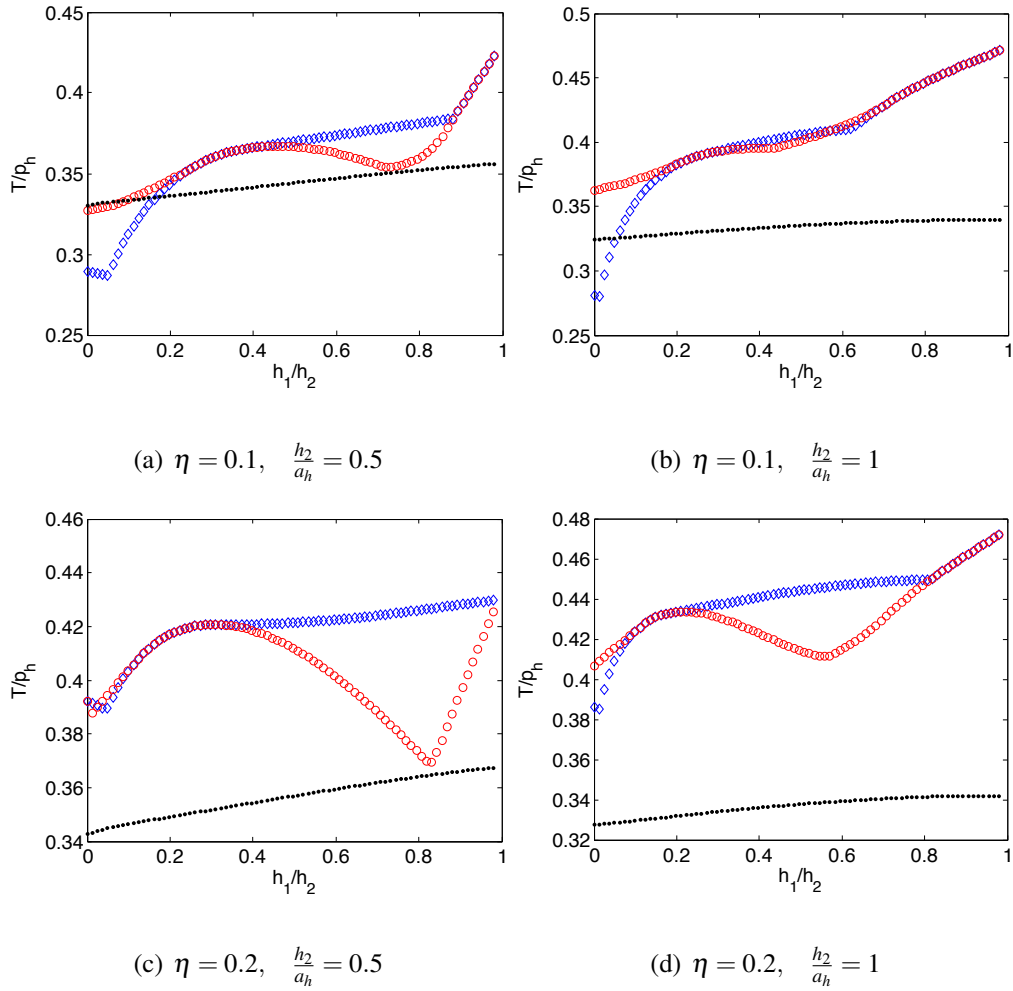 0.45
0.4
0.35
0.3
0.25
T/p_h
0 0.2 0.4 0.6 0.8 1
h_1/h_2
(a) η = 0.1, h_2/a_h = 0.5
0.5
0.45
0.4
0.35
0.3
0.25
T/p_h
0 0.2 0.4 0.6 0.8 1
h_1/h_2
(b) η = 0.1, h_2/a_h = 1
0.46
0.44
0.42
0.4
0.38
0.36
0.34
T/p_h
0 0.2 0.4 0.6 0.8 1
h_1/h_2
(c) η = 0.2, h_2/a_h = 0.5
0.48
0.46
0.44
0.42
0.4
0.38
0.36
0.34
0.32
T/p_h
0 0.2 0.4 0.6 0.8 1
h_1/h_2
(d) η = 0.2, h_2/a_h = 1